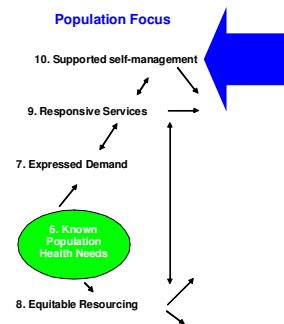 Population Focus
10. Supported self-management
9. Responsive Services
7. Expressed Demand
6. Known
Population
Health Needs
8. Equitable Resourcing